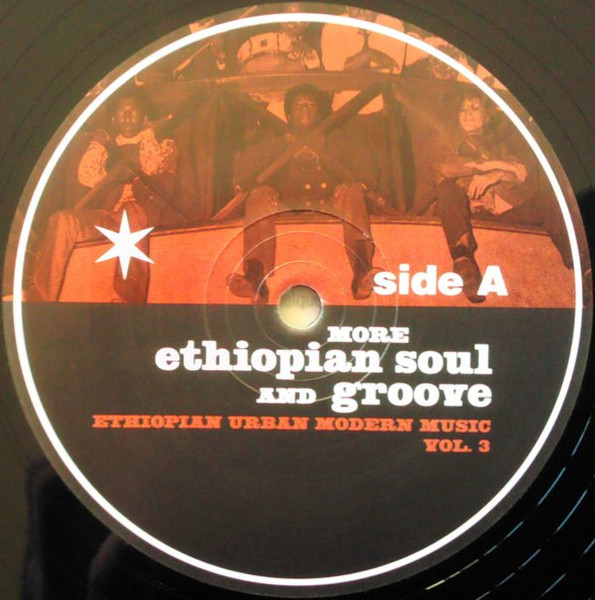 side A
MORE
ethiopian soul
AND groove
ETHIOPIAN URBAN MODERN MUSIC
VOL. 3